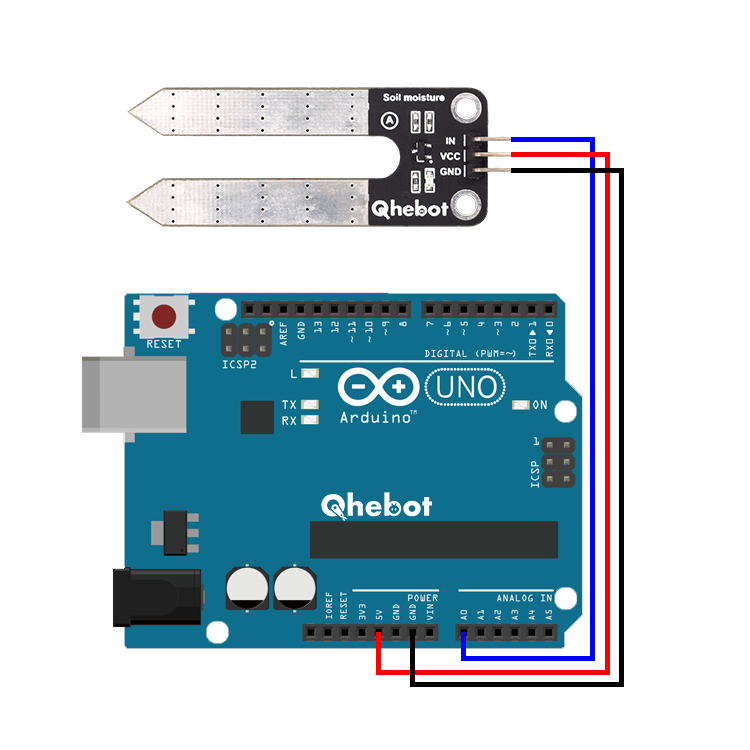 Soil moisture
A
IN
VCC
GND
Qhebot
RESET
ICSP2
AREF
GND
13
12
~11
~10
~9
8
7
~6
~5
4
~3
2
TX0▶1
RX0◀0
DIGITAL (PWM=~)
L
TX
RX
UNO
Arduino™
ON
1
ICSP
Qhebot
POWER
ANALOG IN
IOREF
RESET
3V3
5V
GND
GND
VIN
A0
A1
A2
A3
A4
A5